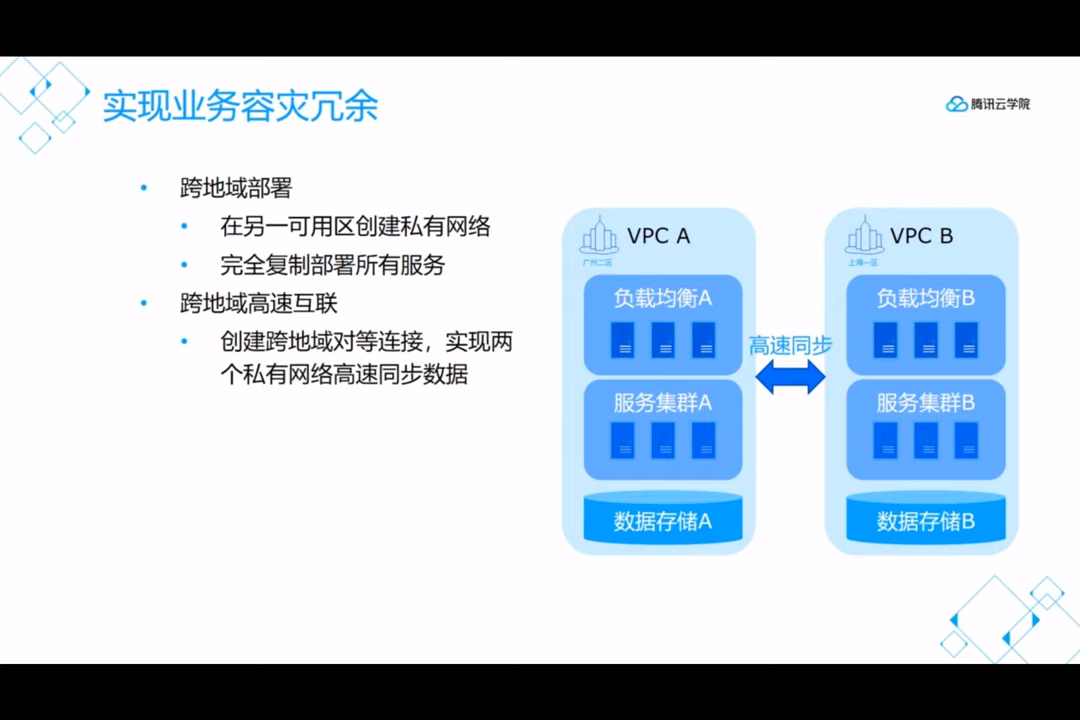 实现业务容灾冗余
腾讯云学院
• 跨地域部署
• 在另一可用区创建私有网络
• 完全复制部署所有服务
• 跨地域高速互联
• 创建跨地域对等连接，实现两
个私有网络高速同步数据
VPC A
广州二区
负载均衡A
服务集群A
数据存储A
高速同步
VPC B
上海一区
负载均衡B
服务集群B
数据存储B